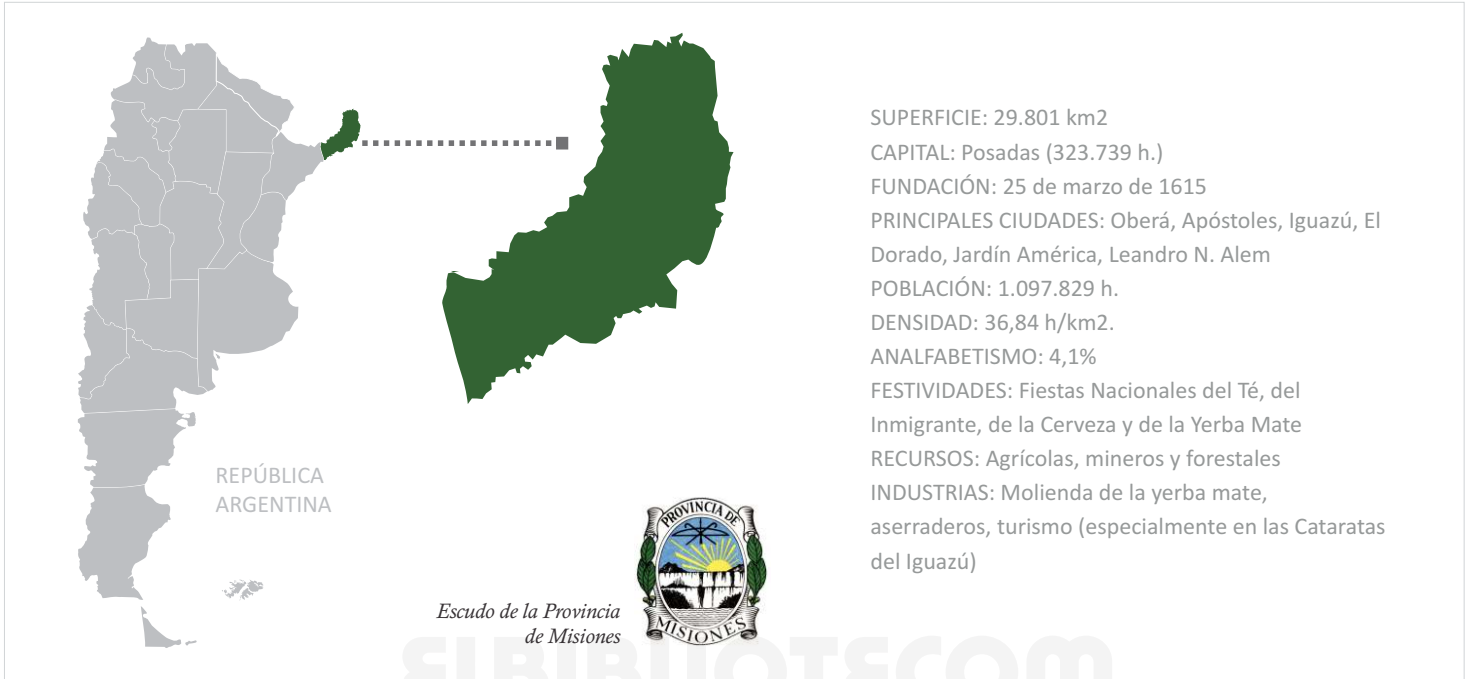 SUPERFICIE: 29.801 km2
CAPITAL: Posadas (323.739 h.)
FUNDACIÓN: 25 de marzo de 1615
PRINCIPALES CIUDADES: Oberá, Apóstoles, Iguazú, El
Dorado, Jardín América, Leandro N. Alem
POBLACIÓN: 1.097.829 h.
DENSIDAD: 36,84 h/km2.
ANALFABETISMO: 4,1%
FESTIVIDADES: Fiestas Nacionales del Té, del
Inmigrante, de la Cerveza y de la Yerba Mate
RECURSOS: Agrícolas, mineros y forestales
INDUSTRIAS: Molienda de la yerba mate,
aserraderos, turismo (especialmente en las Cataratas
del Iguazú)
REPÚBLICA
ARGENTINA
PROVINCIA DE
MISIONES
Escudo de la Provincia
de Misiones
ELBIBLIOTECOM